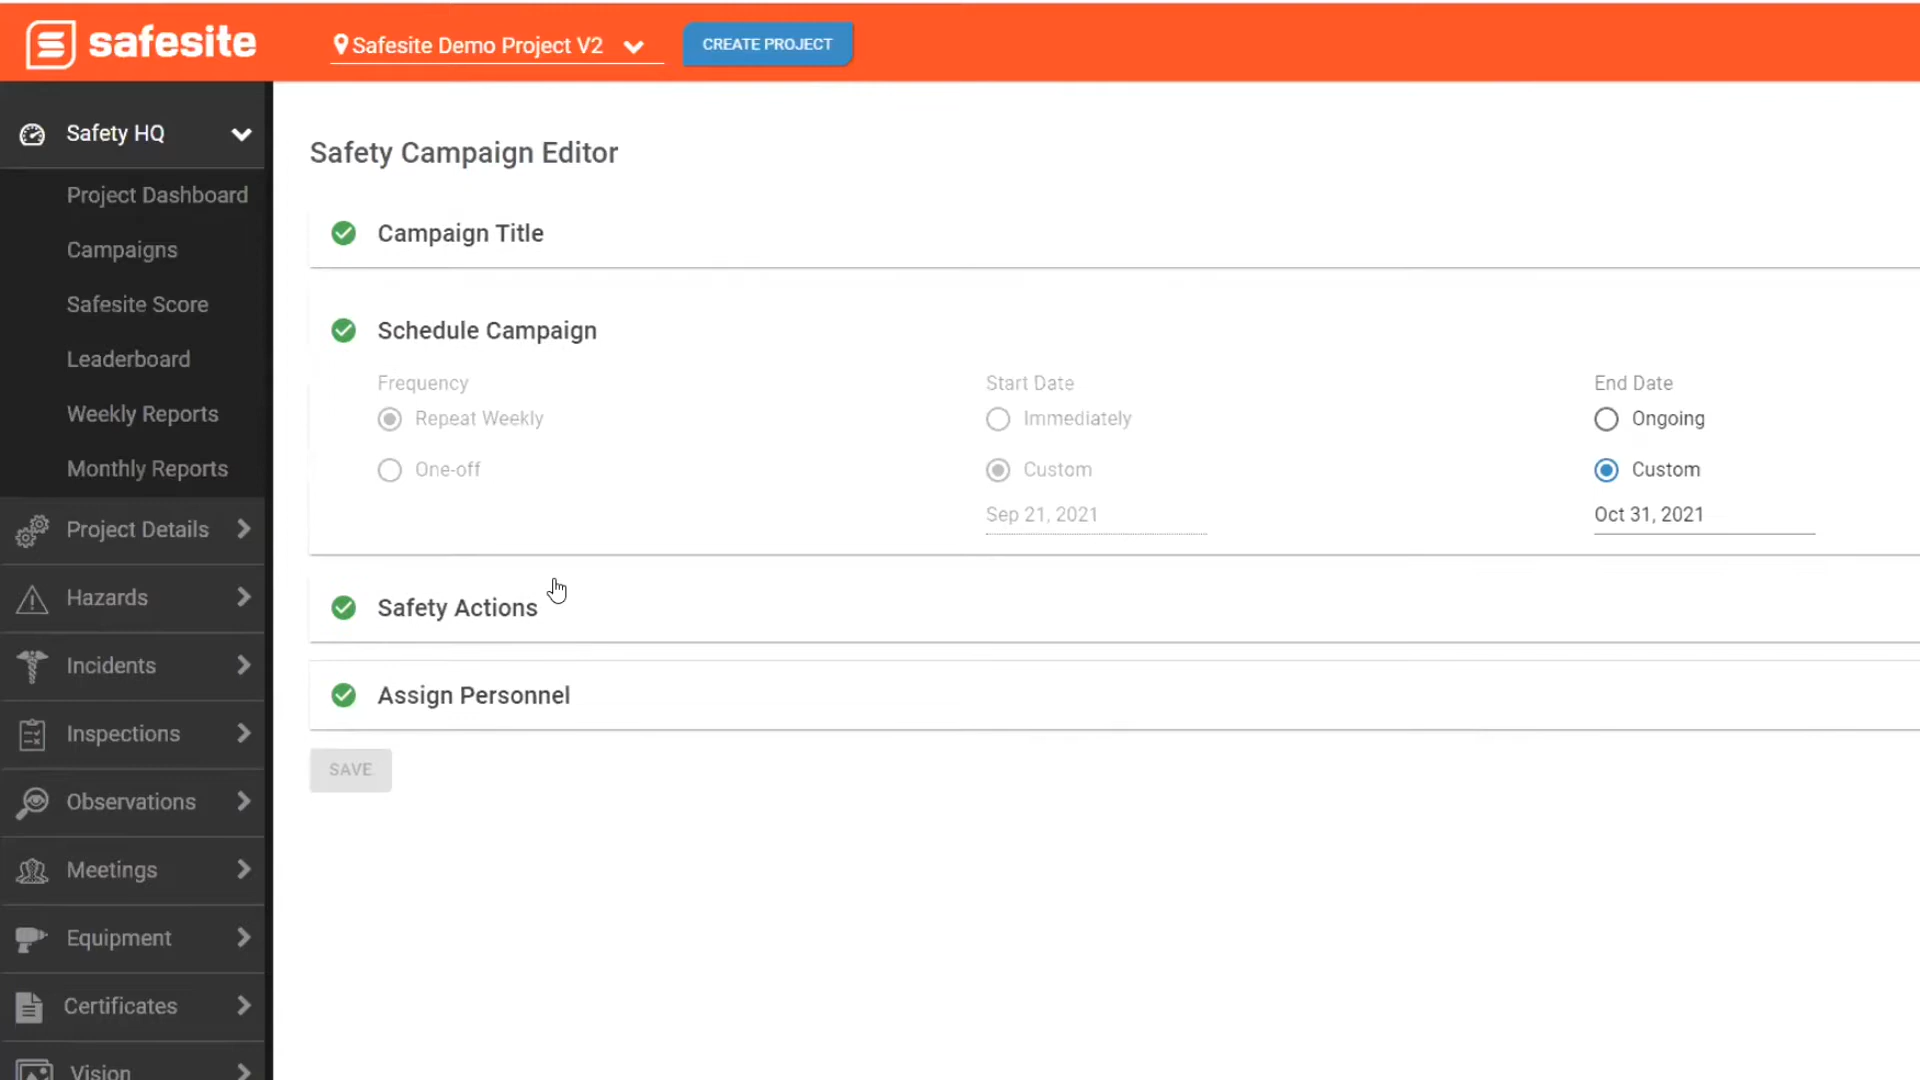 safesite
Safesite Demo Project V2
CREATE PROJECT
Safety HQ
Project Dashboard
Campaigns
Safesite Score
Leaderboard
Weekly Reports
Monthly Reports
Project Details
Hazards
Incidents
Inspections
Observations
Meetings
Equipment
Certificates
Vision
Safety Campaign Editor
Campaign Title
Schedule Campaign
Frequency
Repeat Weekly
One-off
Start Date
Immediately
Custom
Sep 21, 2021
End Date
Ongoing
Custom
Oct 31, 2021
Safety Actions
Assign Personnel
SAVE